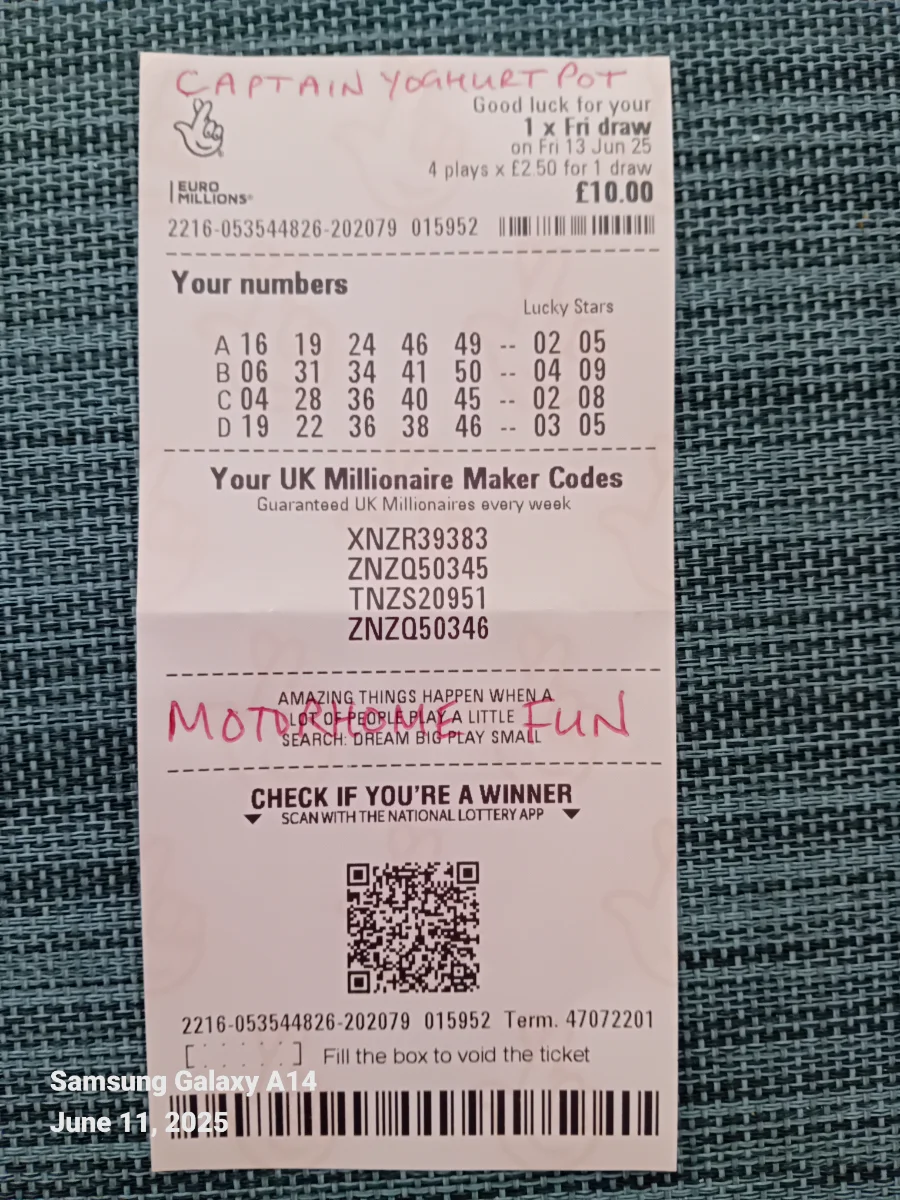 CAPTAIN YOGHURT POT
Good luck for your
1 x Fri draw
on Fri 13 Jun 25
4 plays x £2.50 for 1 draw
£10.00
EURO
MILLIONS®
2216-053544826-202079 015952
Your numbers
Lucky Stars
A 16 19 24 46 49 -- 02 05
B 06 31 34 41 50 -- 04 09
C 04 28 36 40 45 -- 02 08
D 19 22 36 38 46 -- 03 05
Your UK Millionaire Maker Codes
Guaranteed UK Millionaires every week
XNZR39383
ZNZQ50345
TNZS20951
ZNZQ50346
AMAZING THINGS HAPPEN WHEN A
LOT OF PEOPLE PLAY A LITTLE
MOTORHOME FUN
SEARCH: DREAM BIG PLAY SMALL
CHECK IF YOU'RE A WINNER
SCAN WITH THE NATIONAL LOTTERY APP
2216-053544826-202079 015952 Term. 47072201
[ ] Fill the box to void the ticket
Samsung Galaxy A14
June 11, 2025